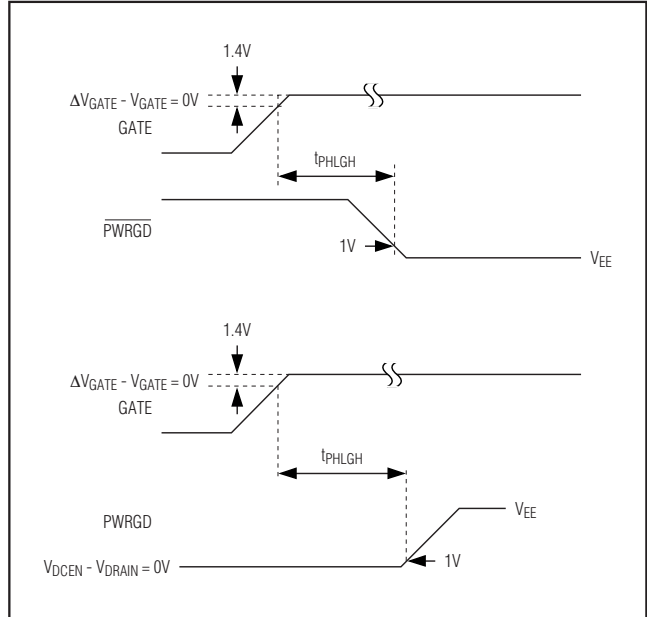 1.4V
ΔVGATE - VGATE = 0V
GATE
tPHLGH
P̅W̅R̅G̅D̅
1V
VEE
1.4V
ΔVGATE - VGATE = 0V
GATE
tPHLGH
PWRGD
VEE
VDCEN - VDRAIN = 0V
1V